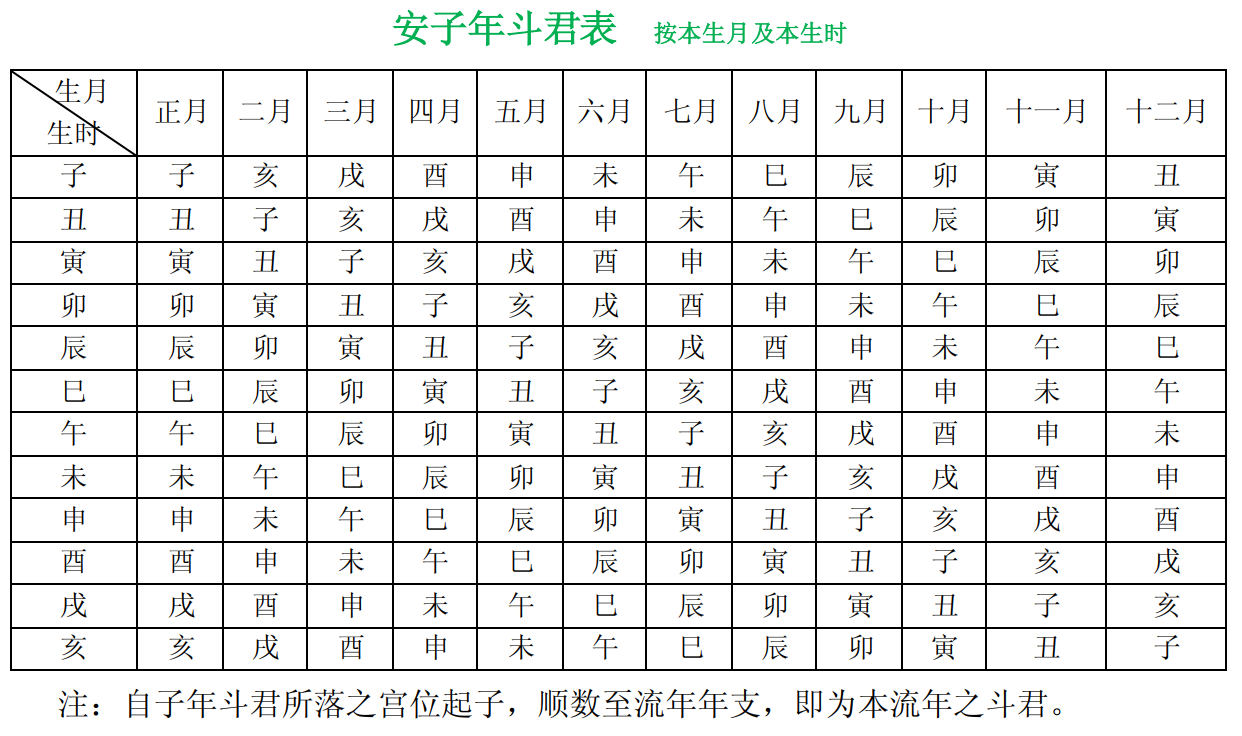 安子年斗君表 按本生月及本生时
生月 正月 二月 三月 四月 五月 六月 七月 八月 九月 十月 十一月 十二月
生时
子 子 亥 戌 酉 申 未 午 巳 辰 卯 寅 丑
丑 丑 子 亥 戌 酉 申 未 午 巳 辰 卯 寅
寅 寅 丑 子 亥 戌 酉 申 未 午 巳 辰 卯
卯 卯 寅 丑 子 亥 戌 酉 申 未 午 巳 辰
辰 辰 卯 寅 丑 子 亥 戌 酉 申 未 午 巳
巳 巳 辰 卯 寅 丑 子 亥 戌 酉 申 未 午
午 午 巳 辰 卯 寅 丑 子 亥 戌 酉 申 未
未 未 午 巳 辰 卯 寅 丑 子 亥 戌 酉 申
申 申 未 午 巳 辰 卯 寅 丑 子 亥 戌 酉
酉 酉 申 未 午 巳 辰 卯 寅 丑 子 亥 戌
戌 戌 酉 申 未 午 巳 辰 卯 寅 丑 子 亥
亥 亥 戌 酉 申 未 午 巳 辰 卯 寅 丑 子
注：自子年斗君所落之宫位起子，顺数至流年年支，即为本流年之斗君。